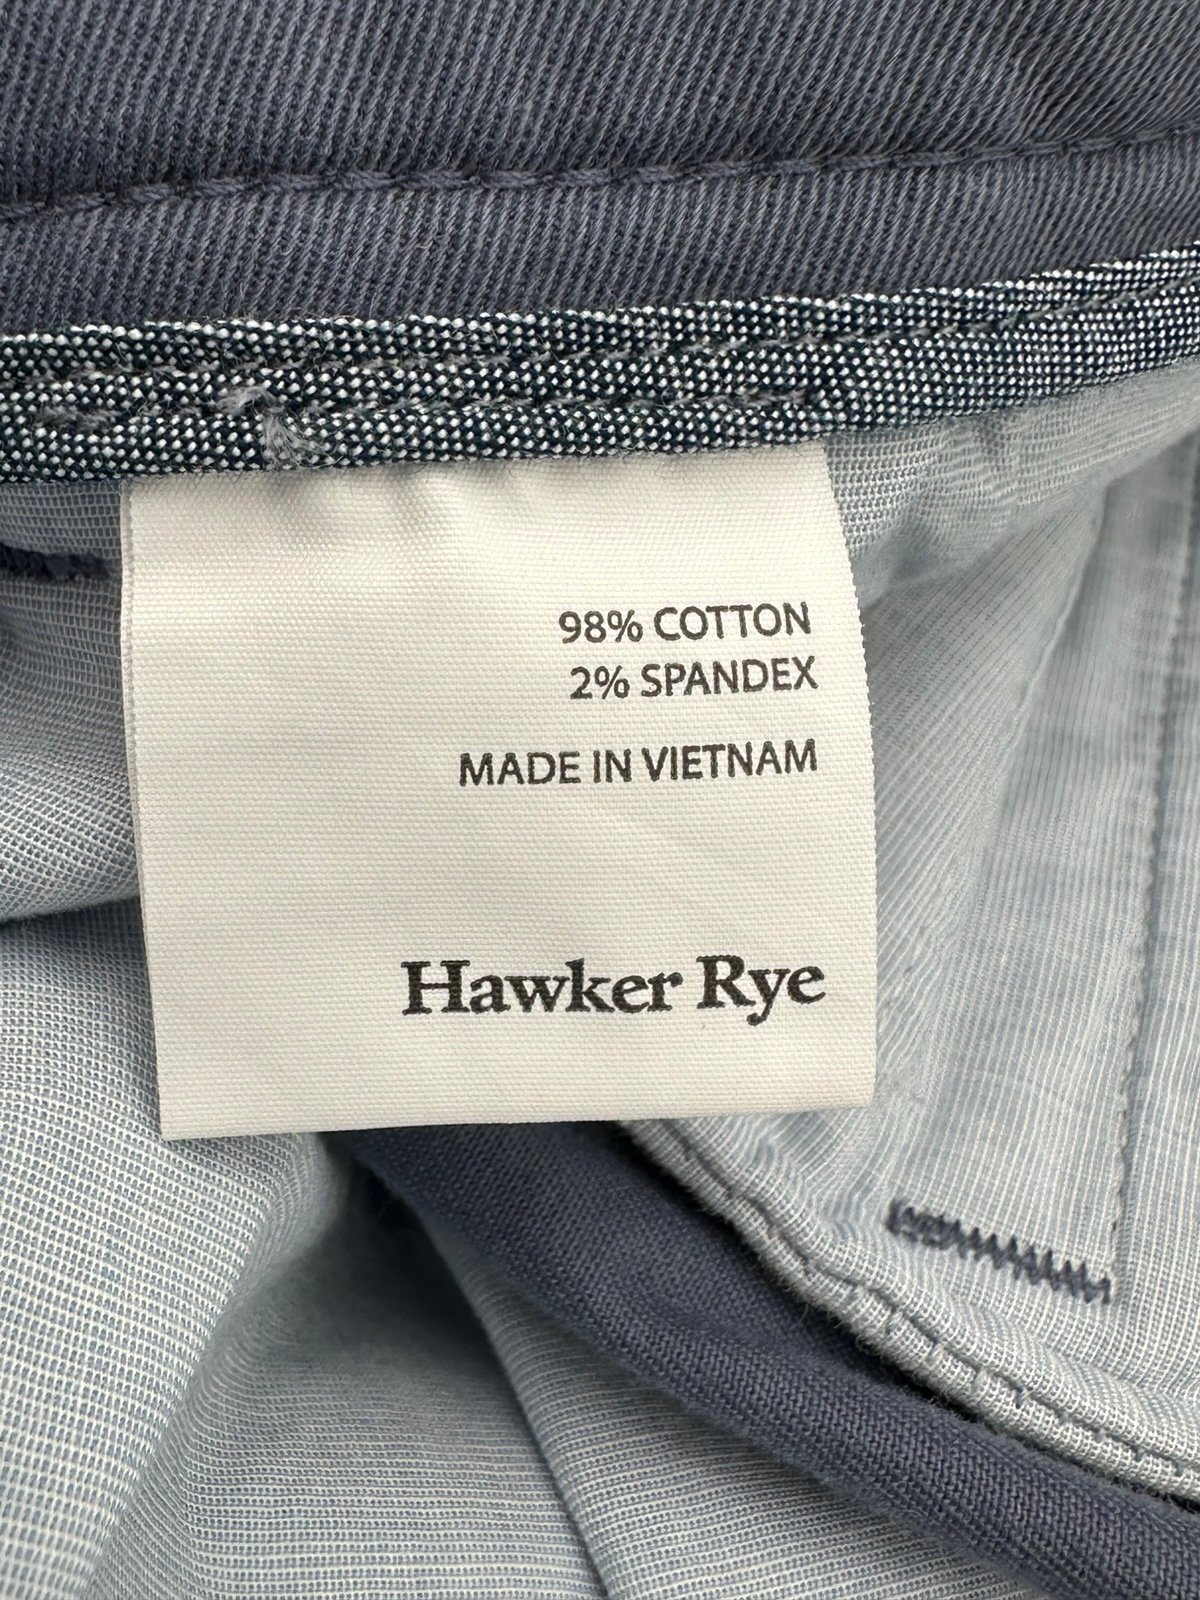 98% COTTON
2% SPANDEX
MADE IN VIETNAM
Hawker Rye